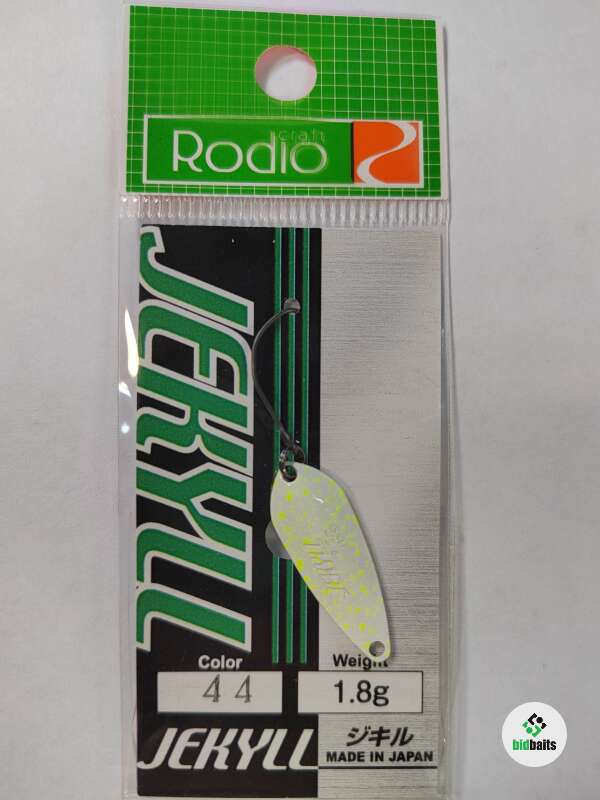 craft
Rodio
JEKYLL
Color
Weight
44
1.8g
JEKYLL
ジキル
MADE IN JAPAN
bidbaits